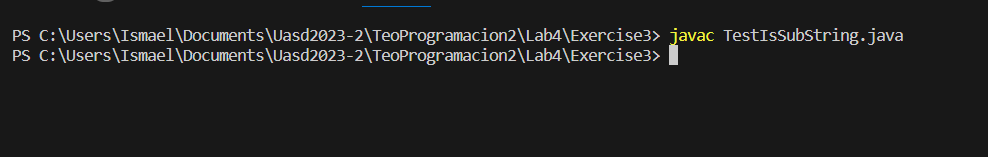 PS C:\Users\Ismael\Documents\Uasd2023-2\TeoProgramacion2\Lab4\Exercise3> javac TestIsSubString.java
PS C:\Users\Ismael\Documents\Uasd2023-2\TeoProgramacion2\Lab4\Exercise3>